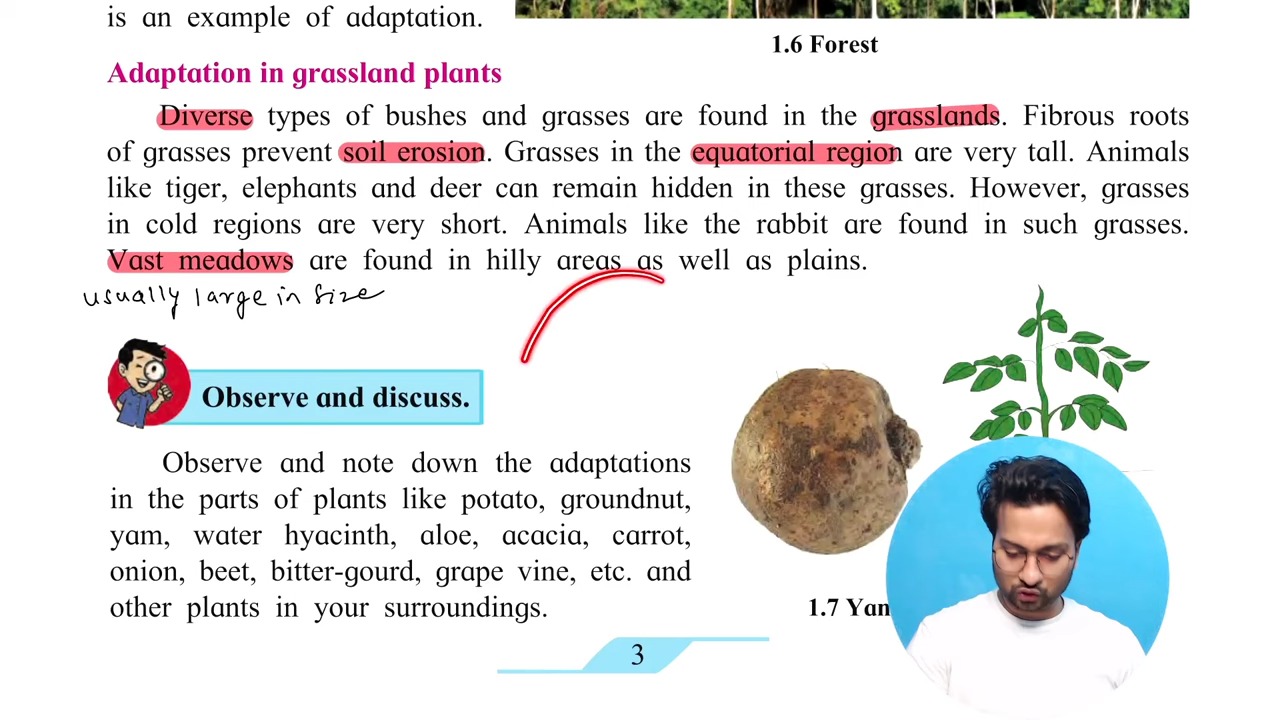 is an example of adaptation.
1.6 Forest
Adaptation in grassland plants
Diverse types of bushes and grasses are found in the grasslands. Fibrous roots
of grasses prevent soil erosion. Grasses in the equatorial region are very tall. Animals
like tiger, elephants and deer can remain hidden in these grasses. However, grasses
in cold regions are very short. Animals like the rabbit are found in such grasses.
Vast meadows are found in hilly areas as well as plains.
usually large in size
Observe and discuss.
Observe and note down the adaptations
in the parts of plants like potato, groundnut,
yam, water hyacinth, aloe, acacia, carrot,
onion, beet, bitter-gourd, grape vine, etc. and
other plants in your surroundings.
1.7
3